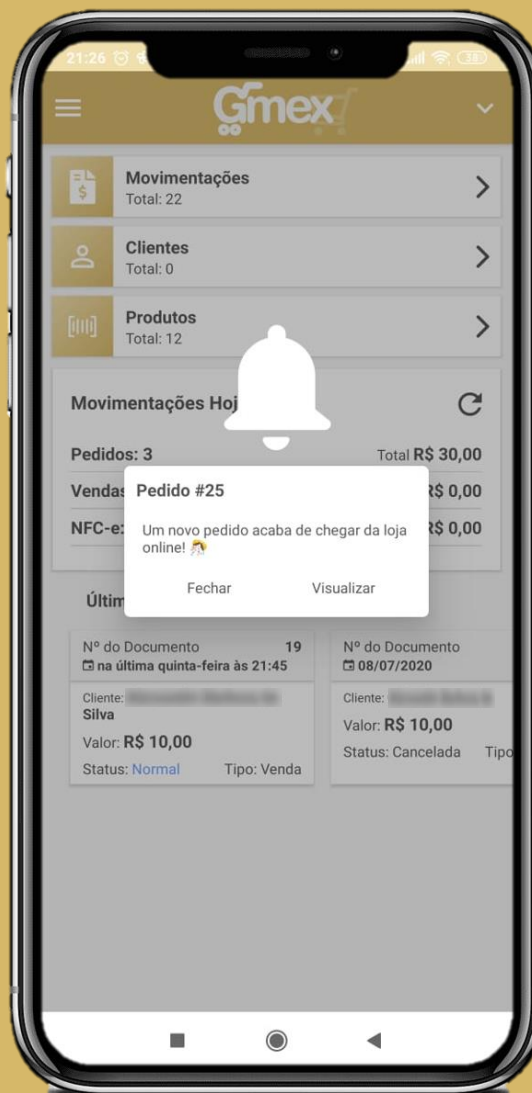 21:26
38
Gmex
Movimentações
Total: 22
Clientes
Total: 0
Produtos
Total: 12
Movimentações Hoj
Pedidos: 3 Total R$ 30,00
Vendas R$ 0,00
NFC-e: R$ 0,00
Pedido #25
Um novo pedido acaba de chegar da loja
online!
Fechar Visualizar
Últim
Nº do Documento 19
na última quinta-feira às 21:45
Cliente:
Silva
Valor: R$ 10,00
Status: Normal Tipo: Venda
Nº do Documento
08/07/2020
Cliente:
Valor: R$ 10,00
Status: Cancelada Tipo